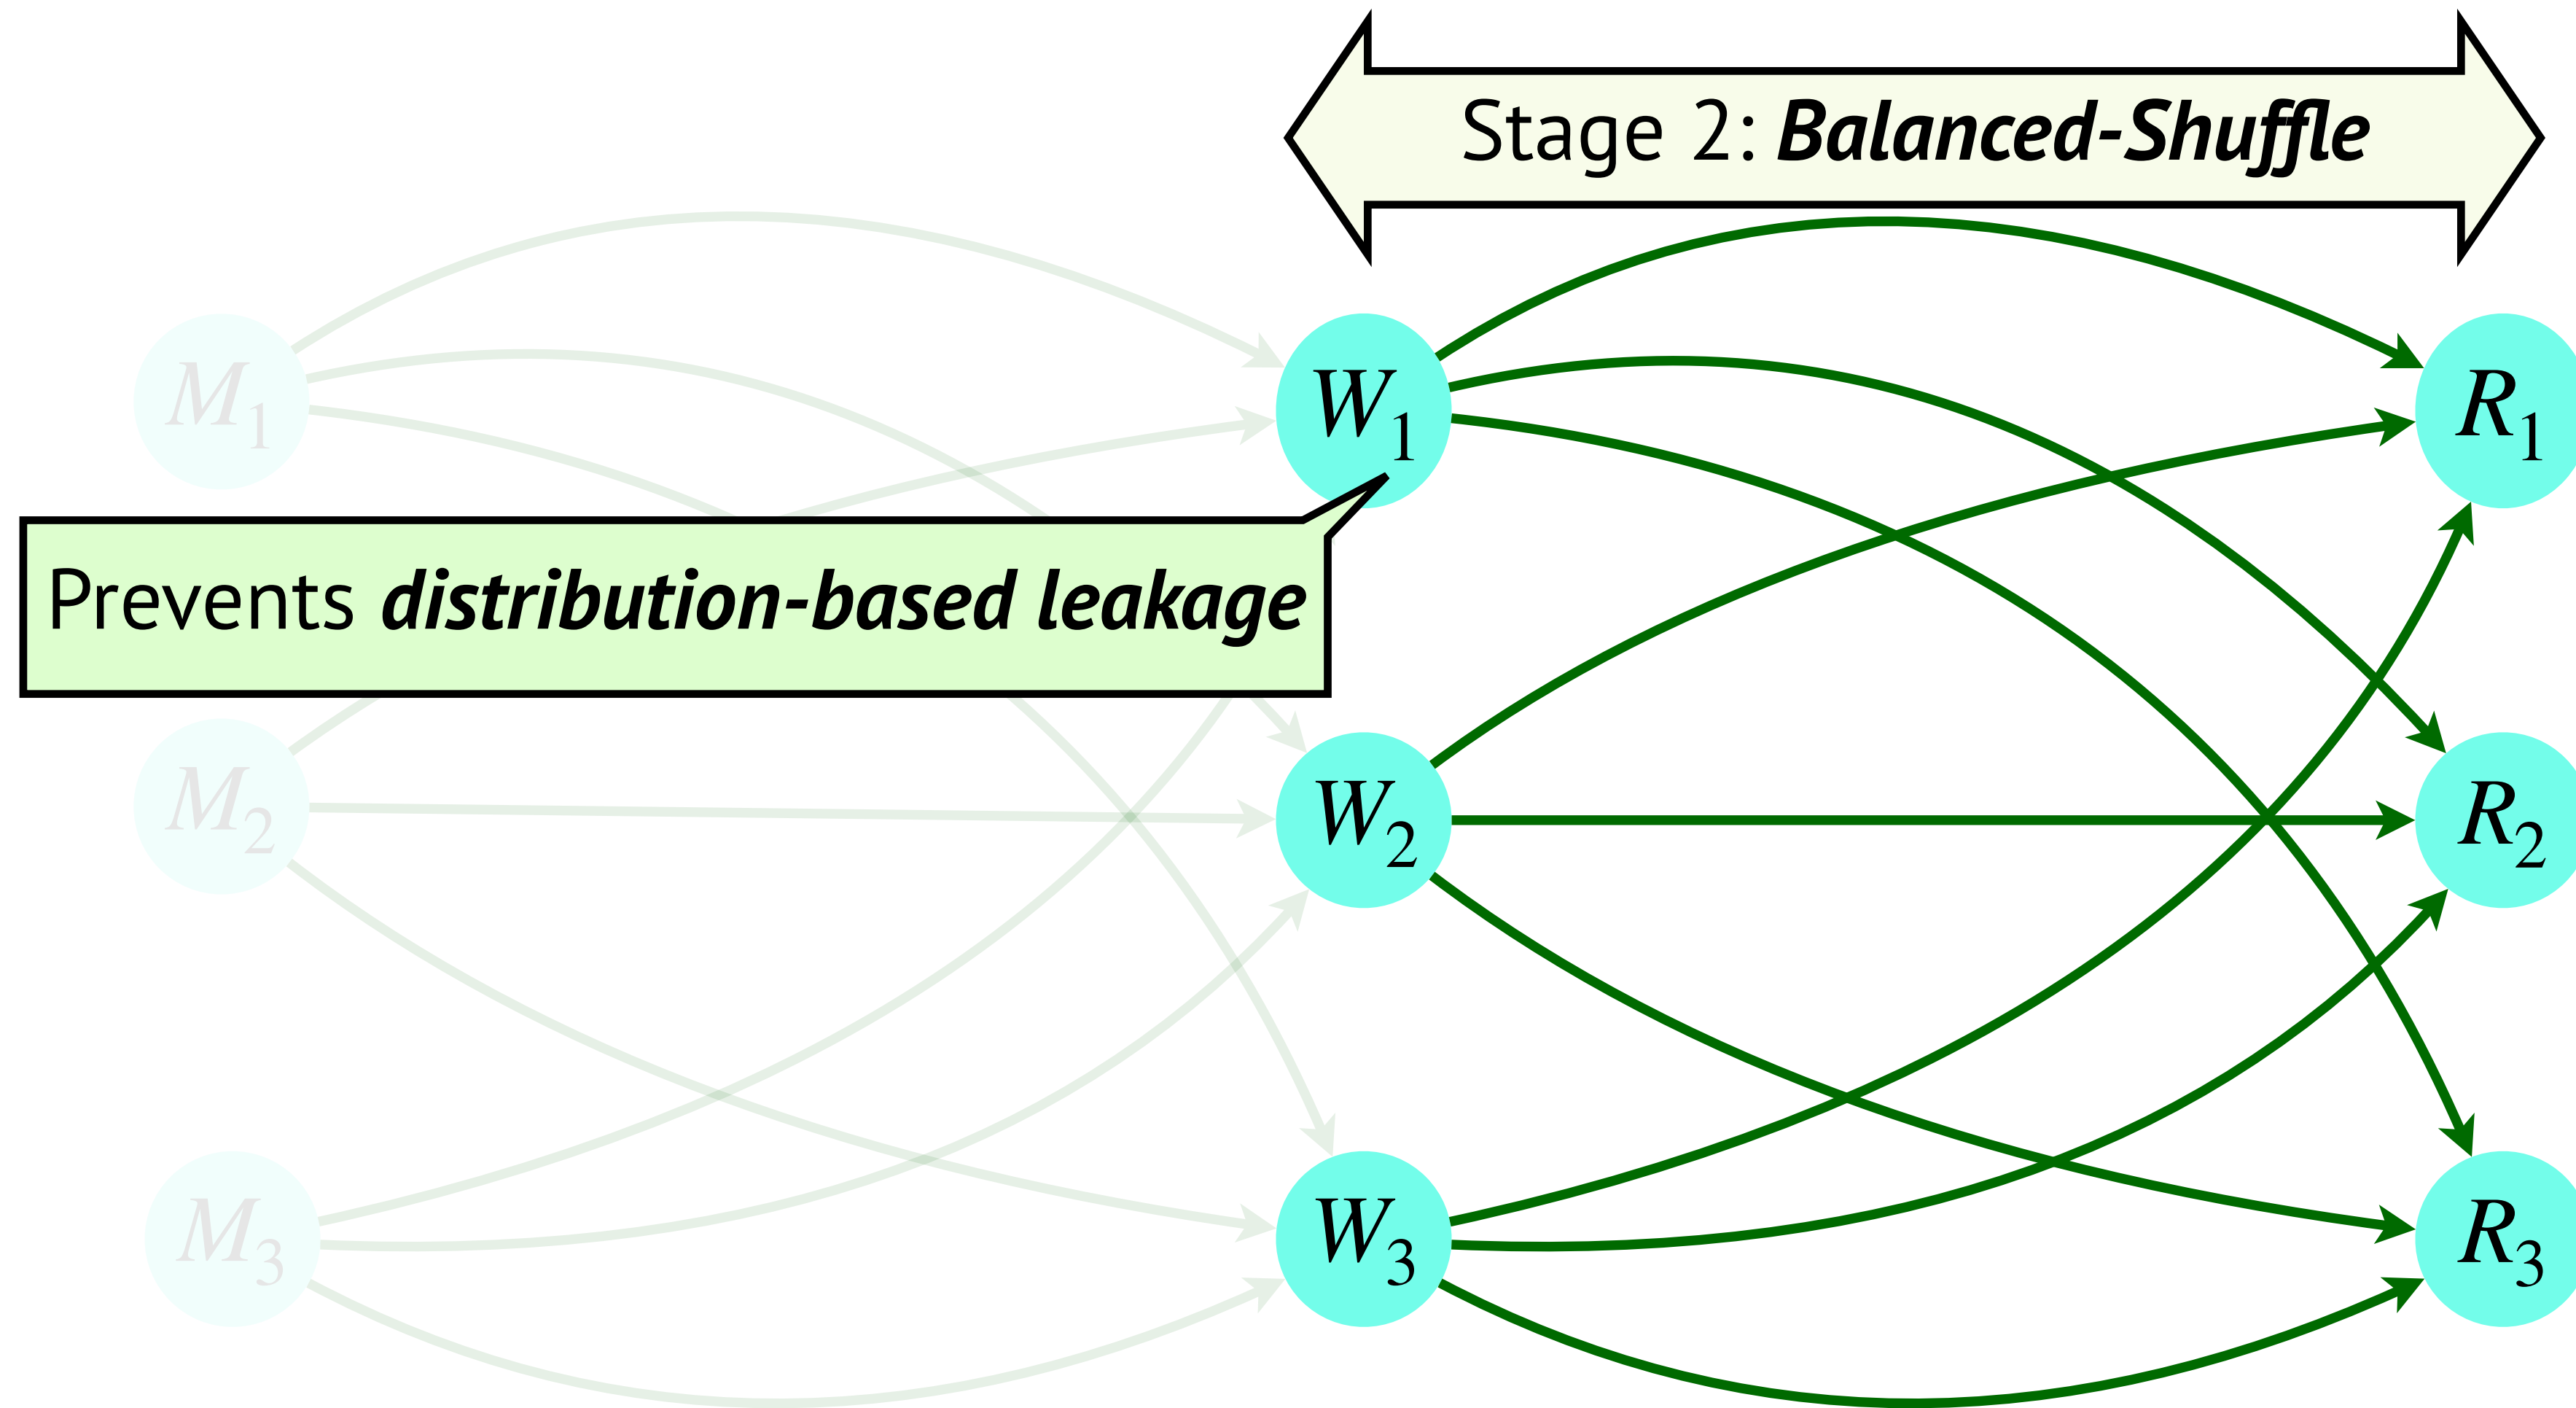 Stage 2: Balanced-Shuffle
M1
W1
R1
Prevents distribution-based leakage
M2
W2
R2
M3
W3
R3